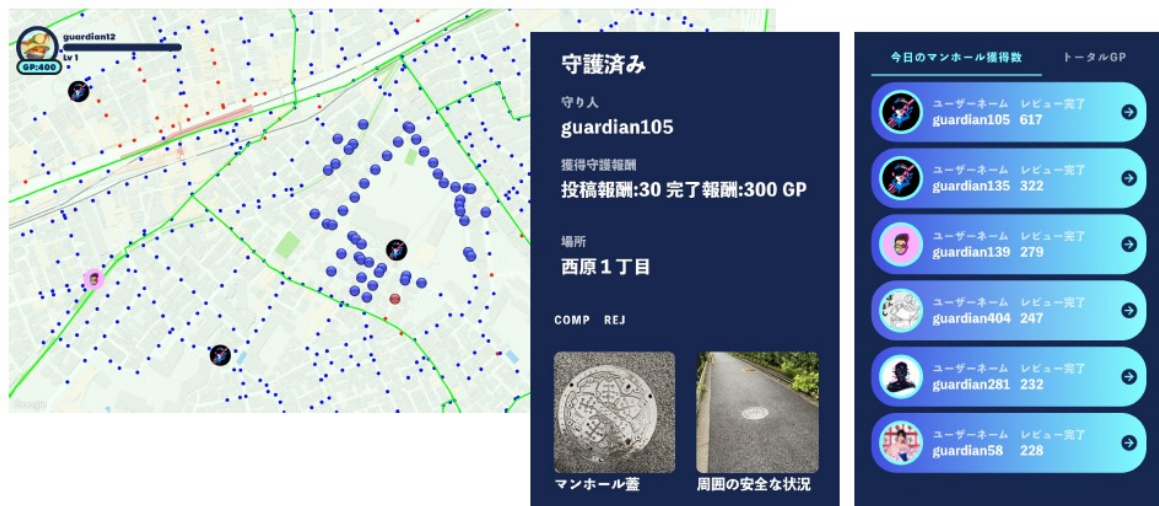 guardian12
Lv 1
GP:400
Google
守護済み
守り人
guardian105
獲得守護報酬
投稿報酬:30 完了報酬:300 GP
場所
西原1丁目
COMP REJ
マンホール蓋
周囲の安全な状況
今日のマンホール獲得数 トータルGP
ユーザーネーム レビュー完了
guardian105 617
ユーザーネーム レビュー完了
guardian135 322
ユーザーネーム レビュー完了
guardian139 279
ユーザーネーム レビュー完了
guardian404 247
ユーザーネーム レビュー完了
guardian281 232
ユーザーネーム レビュー完了
guardian58 228